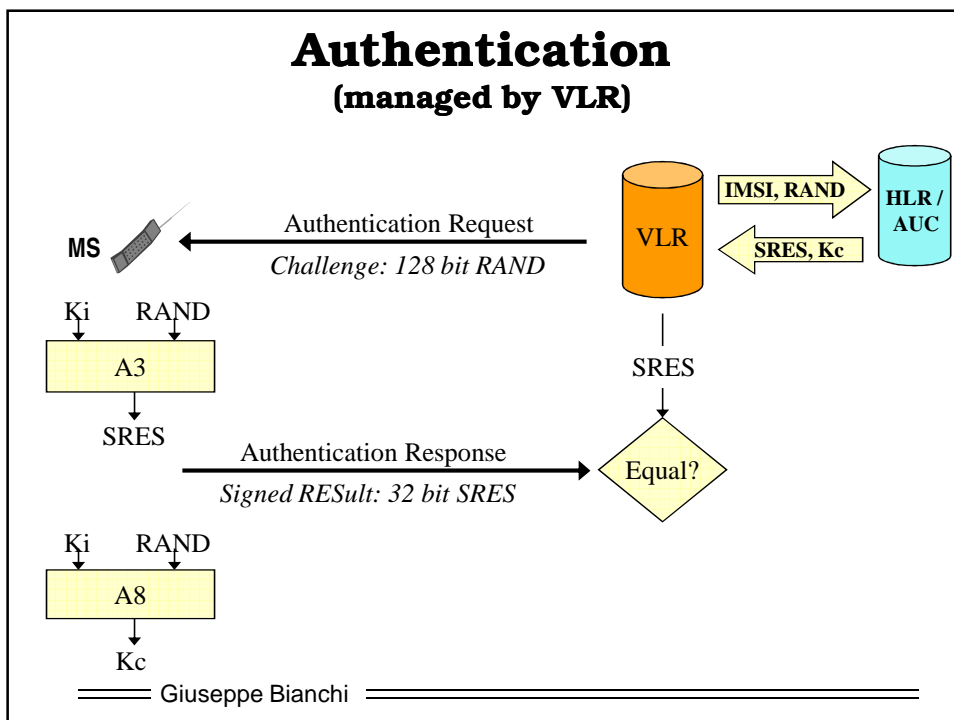 Authentication
(managed by VLR)
IMSI, RAND
HLR /
AUC
VLR
SRES, Kc
MS
Authentication Request
Challenge: 128 bit RAND
Ki RAND
A3
SRES
SRES
Authentication Response
Signed RESult: 32 bit SRES
Equal?
Ki RAND
A8
Kc
Giuseppe Bianchi